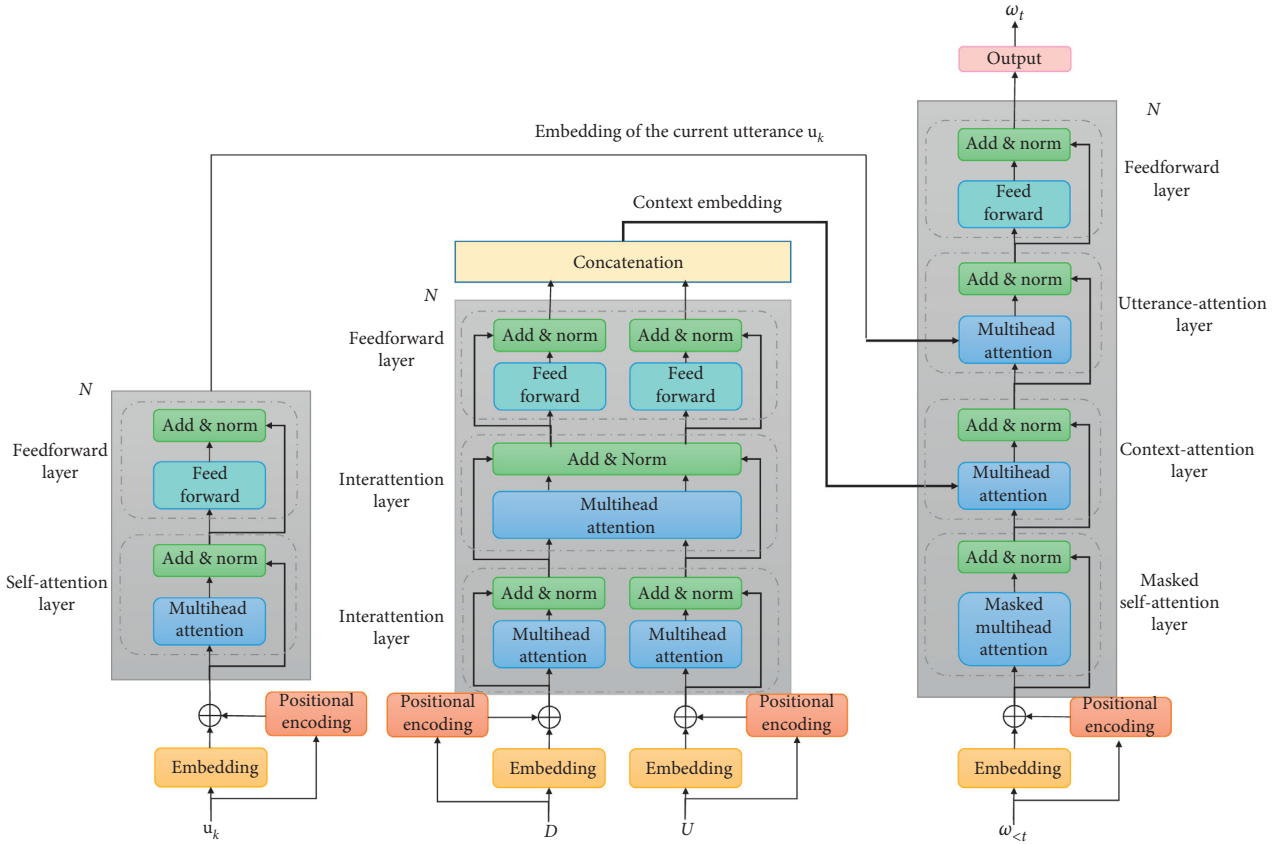 ω_t
Output
N
Add & norm
Feed
forward
Feedforward
layer
Add & norm
Multihead
attention
Utterance-attention
layer
Add & norm
Multihead
attention
Context-attention
layer
Add & norm
Masked
multihead
attention
Masked
self-attention
layer
Positional
encoding
Embedding
ω_{<t}
Embedding of the current utterance u_k
Context embedding
Concatenation
N
Feedforward
layer
Add & norm
Add & norm
Feed
forward
Feed
forward
Interattention
layer
Add & Norm
Multihead
attention
Interattention
layer
Add & norm
Add & norm
Multihead
attention
Multihead
attention
Positional
encoding
Positional
encoding
Embedding
Embedding
D
U
N
Feedforward
layer
Add & norm
Feed
forward
Self-attention
layer
Add & norm
Multihead
attention
Positional
encoding
Embedding
u_k